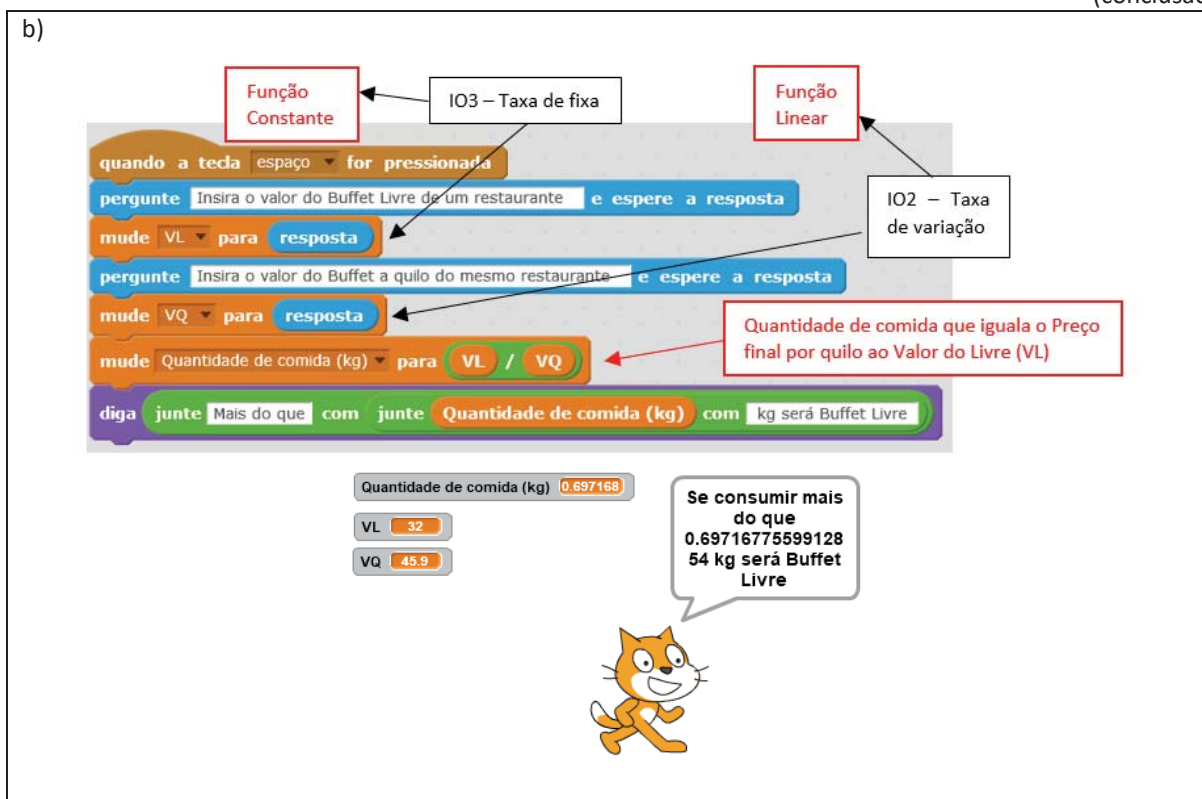 (conclusão
b)
Função
Constante
IO3 – Taxa de fixa
Função
Linear
quando a tecla espaço for pressionada
pergunte Insira o valor do Buffet Livre de um restaurante e espere a resposta
IO2 – Taxa
de variação
mude VL para resposta
pergunte Insira o valor do Buffet a quilo do mesmo restaurante e espere a resposta
mude VQ para resposta
Quantidade de comida que iguala o Preço
final por quilo ao Valor do Livre (VL)
mude Quantidade de comida (kg) para VL / VQ
diga junte Mais do que com junte Quantidade de comida (kg) com kg será Buffet Livre
Quantidade de comida (kg) 0.697168
VL 32
VQ 45.9
Se consumir mais
do que
0.69716775599128
54 kg será Buffet
Livre